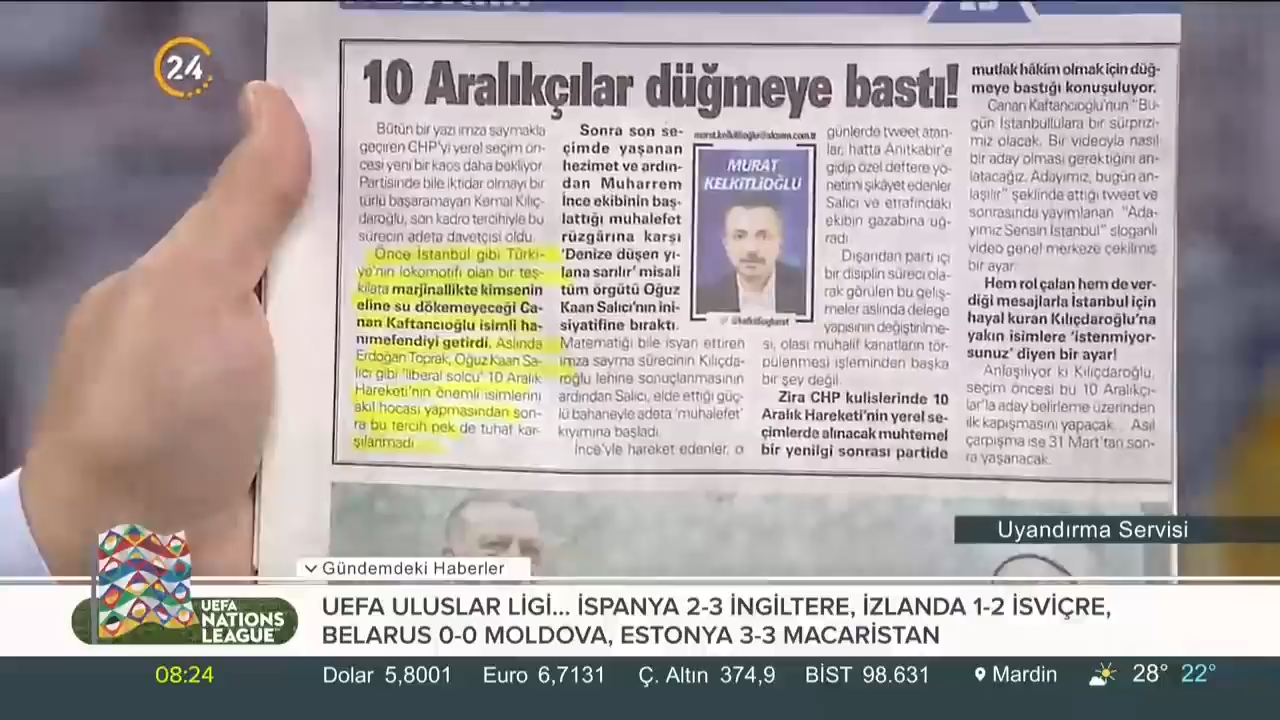 24
10 Aralıkçılar düğmeye bastı!
Bütün bir yazı imza saymakla
geçiren CHP'yi yerel seçim ön-
cesi yeni bir kaos daha bekliyor.
Partisinde bile iktidar olmayı bir
türlü başaramayan Kemal Kılıç-
daroğlu, son kadro tercihiyle bu
sürecin adeta davetçisi oldu.
Önce İstanbul gibi Türki-
ye'nin lokomotifi olan bir teş-
kilata marjinallikte kimsenin
eline su dökemeyeceği Ca-
nan Kaftancıoğlu isimli ha-
nımefendiyi getirdi. Aslında
Erdoğan Toprak, Oğuz Kaan Sa-
lıcı gibi 'liberal solcu' 10 Aralık
Hareketi'nin önemli isimlerini
akıl hocası yapmasından son-
ra bu tercih pek de tuhaf kar-
şılanmadı.
Sonra son se-
çimde yaşanan
hezimet ve ardın-
dan Muharrem
İnce ekibinin baş-
lattığı muhalefet
rüzgârına karşı
'Denize düşen yı-
lana sarılır' misali
tüm örgütü Oğuz
Kaan Salıcı'nın ini-
siyatifine bıraktı.
Matematiği bile isyan ettiren
imza sayma sürecinin Kılıçda-
roğlu lehine sonuçlanmasının
ardından Salıcı, elde ettiği güç-
lü bahaneyle adeta 'muhalefet'
kıyımına başladı.
İnce'yle hareket edenler, o
murat.kelkitlioglu@aksam.com.tr
MURAT
KELKİTLİOĞLU
günlerde tweet atan-
lar, hatta Anıtkabir'e
gidip özel deftere yö-
netimi şikâyet edenler
Salıcı ve etrafındaki
ekibin gazabına uğ-
radı.
Dışarıdan parti içi
bir disiplin süreci ola-
rak görülen bu geliş-
meler aslında delege
yapısının değiştirilme-
si, olası muhalif kanatların tör-
pülenmesi işleminden başka
bir şey değil.
Zira CHP kulislerinde 10
Aralık Hareketi'nin yerel se-
çimlerde alınacak muhtemel
bir yenilgi sonrası partide
mutlak hâkim olmak için düğ-
meye bastığı konuşuluyor.
Canan Kaftancıoğlu'nun "Bu-
gün İstanbullulara bir sürprizi-
miz olacak. Bir videoyla nasıl
bir aday olması gerektiğini an-
latacağız. Adayımız, bugün an-
laşılır" şeklinde attığı tweet ve
sonrasında yayımlanan "Ada-
yımız Sensin İstanbul" sloganlı
video genel merkeze çekilmiş
bir ayar.
Hem rol çalan hem de ver-
diği mesajlarla İstanbul için
hayal kuran Kılıçdaroğlu'na
yakın isimlere 'istenmiyor-
sunuz' diyen bir ayar!
Anlaşılıyor ki Kılıçdaroğlu,
seçim öncesi bu 10 Aralıkçı-
lar'la aday belirleme üzerinden
ilk kapışmasını yapacak. Asıl
çarpışma ise 31 Mart'tan son-
ra yaşanacak.
Uyandırma Servisi
Gündemdeki Haberler
UEFA
NATIONS
LEAGUE
UEFA ULUSLAR LİGİ... İSPANYA 2-3 İNGİLTERE, İZLANDA 1-2 İSVİÇRE,
BELARUS 0-0 MOLDOVA, ESTONYA 3-3 MACARİSTAN
08:24 Dolar 5,8001 Euro 6,7131 Ç. Altın 374,9 BİST 98.631 Mardin 28° 22°